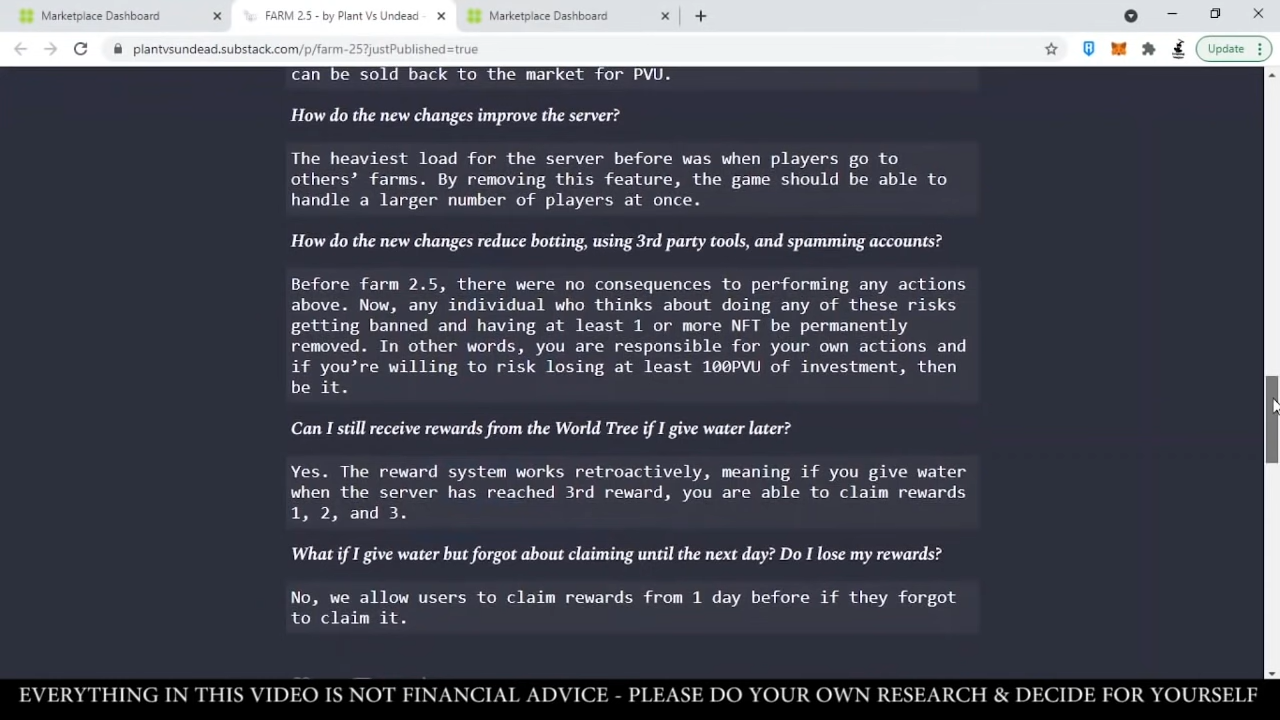 Marketplace Dashboard
FARM 2.5 - by Plant Vs Undead -
Marketplace Dashboard
plantvsundead.substack.com/p/farm-25?justPublished=true
Update
can be sold back to the market for PVU.
How do the new changes improve the server?
The heaviest load for the server before was when players go to
others’ farms. By removing this feature, the game should be able to
handle a larger number of players at once.
How do the new changes reduce botting, using 3rd party tools, and spamming accounts?
Before farm 2.5, there were no consequences to performing any actions
above. Now, any individual who thinks about doing any of these risks
getting banned and having at least 1 or more NFT be permanently
removed. In other words, you are responsible for your own actions and
if you’re willing to risk losing at least 100PVU of investment, then
be it.
Can I still receive rewards from the World Tree if I give water later?
Yes. The reward system works retroactively, meaning if you give water
when the server has reached 3rd reward, you are able to claim rewards
1, 2, and 3.
What if I give water but forgot about claiming until the next day? Do I lose my rewards?
No, we allow users to claim rewards from 1 day before if they forgot
to claim it.
EVERYTHING IN THIS VIDEO IS NOT FINANCIAL ADVICE - PLEASE DO YOUR OWN RESEARCH & DECIDE FOR YOURSELF